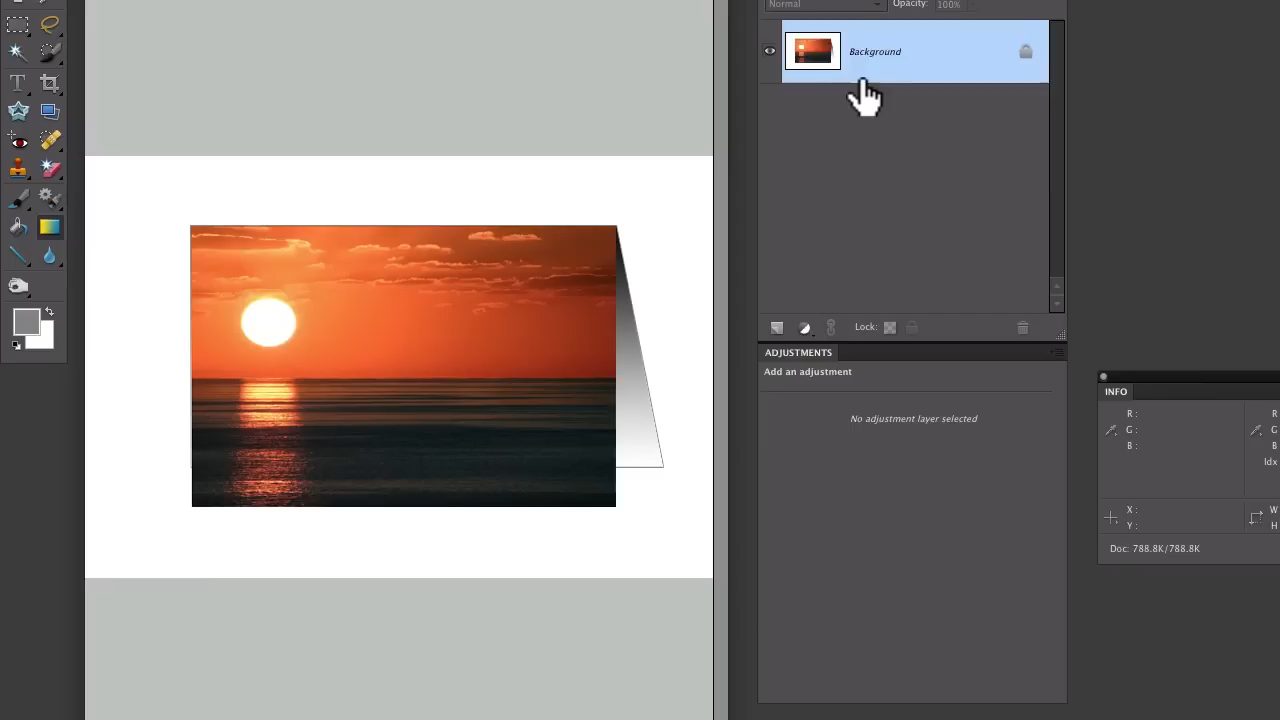 Normal
Opacity: 100%
Background
Lock:
ADJUSTMENTS
Add an adjustment
No adjustment layer selected
INFO
R :
G :
B :
R
G
B
Idx
X :
Y :
W
H
Doc: 788.8K/788.8K
T